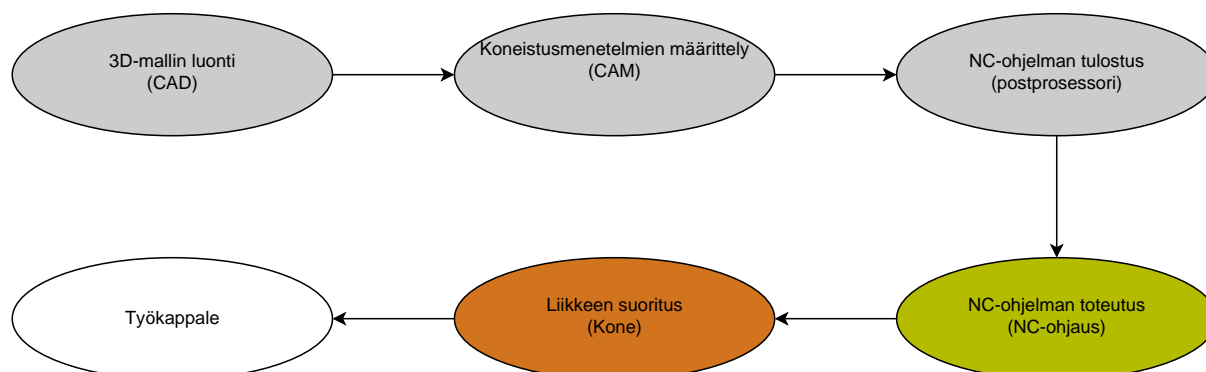 3D-mallin luonti
(CAD)
Koneistusmenetelmien määrittely
(CAM)
NC-ohjelman tulostus
(postprosessori)
NC-ohjelman toteutus
(NC-ohjaus)
Liikkeen suoritus
(Kone)
Työkappale